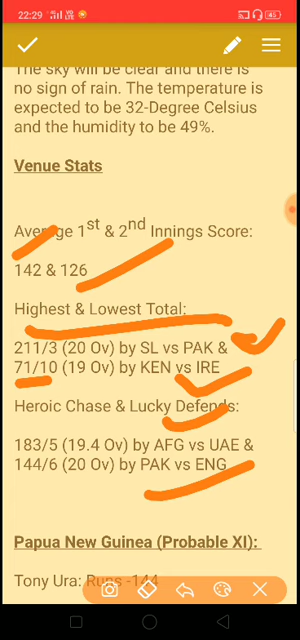 22:29
45
The sky will be clear and there is
no sign of rain. The temperature is
expected to be 32-Degree Celsius
and the humidity to be 49%.
Venue Stats
Average 1st & 2nd Innings Score:
142 & 126
Highest & Lowest Total:
211/3 (20 Ov) by SL vs PAK &
71/10 (19 Ov) by KEN vs IRE
Heroic Chase & Lucky Defends:
183/5 (19.4 Ov) by AFG vs UAE &
144/6 (20 Ov) by PAK vs ENG
Papua New Guinea (Probable XI):
Tony Ura: Runs -144